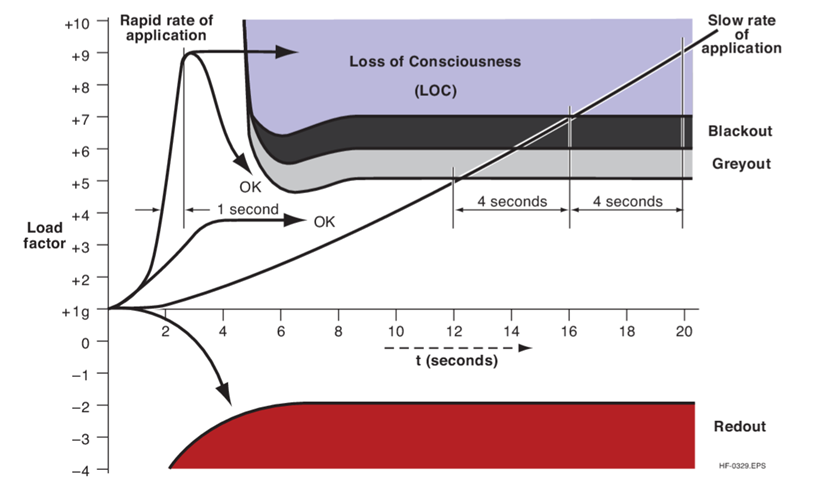 +10
Rapid rate of
application
Slow rate
of
application
+9
Loss of Consciousness
(LOC)
+8
+7
Blackout
+6
Greyout
+5
OK
4 seconds
4 seconds
1 second
OK
+4
Load
factor
+3
+2
+1g
2
4
6
8
10
12
14
16
18
20
0
t (seconds)
−1
−2
Redout
−3
−4
HF-0329.EPS